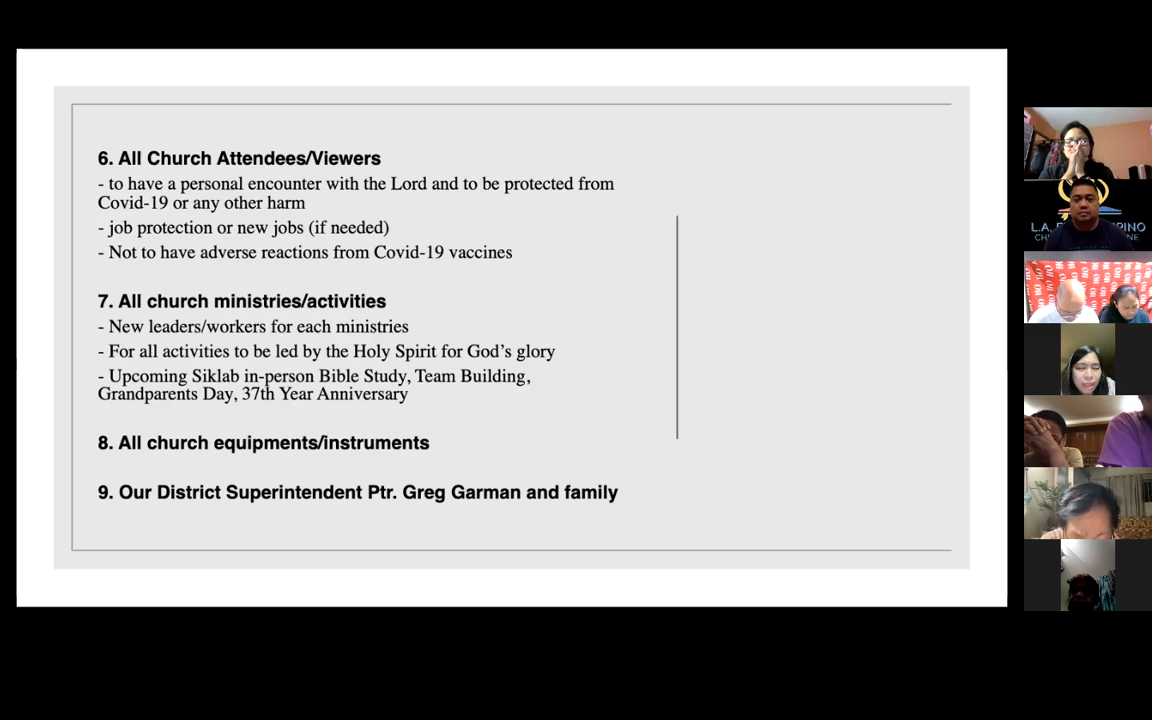 6. All Church Attendees/Viewers
- to have a personal encounter with the Lord and to be protected from
Covid-19 or any other harm
- job protection or new jobs (if needed)
- Not to have adverse reactions from Covid-19 vaccines
7. All church ministries/activities
- New leaders/workers for each ministries
- For all activities to be led by the Holy Spirit for God's glory
- Upcoming Siklab in-person Bible Study, Team Building,
Grandparents Day, 37th Year Anniversary
8. All church equipments/instruments
9. Our District Superintendent Ptr. Greg Garman and family
L.A.